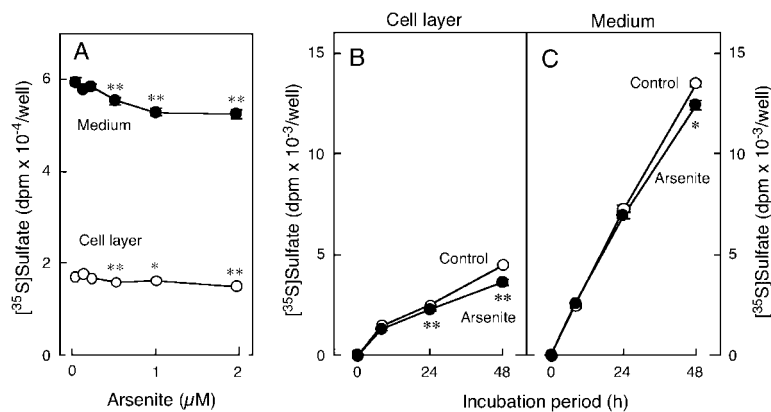 Cell layer
Medium
A
B
C
[35S]Sulfate (dpm x 10-4/well)
6
4
2
0
**
**
**
Medium
Cell layer
**
*
**
0
1
2
Arsenite (µM)
[35S]Sulfate (dpm x 10-3/well)
15
10
5
0
Control
**
**
Arsenite
0
24
48
Control
*
Arsenite
0
24
48
Incubation period (h)
15
10
5
0
[35S]Sulfate (dpm x 10-3/well)